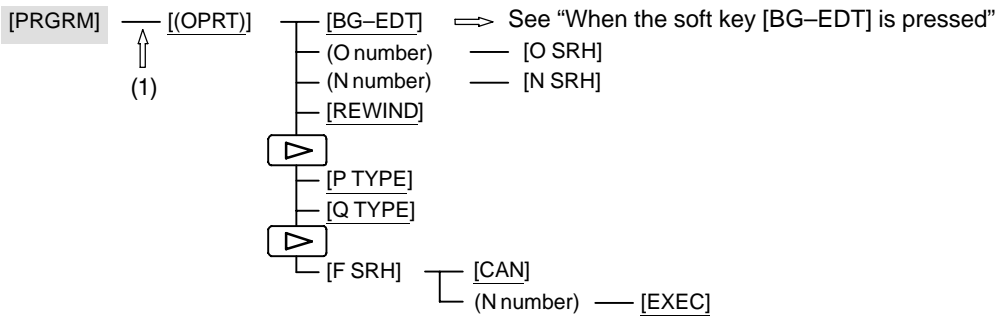 [PRGRM] [(OPRT)] [BG–EDT] See “When the soft key [BG–EDT] is pressed”
(O number) [O SRH]
(1) (N number) [N SRH]
[REWIND]
[P TYPE]
[Q TYPE]
[F SRH] [CAN]
(N number) [EXEC]